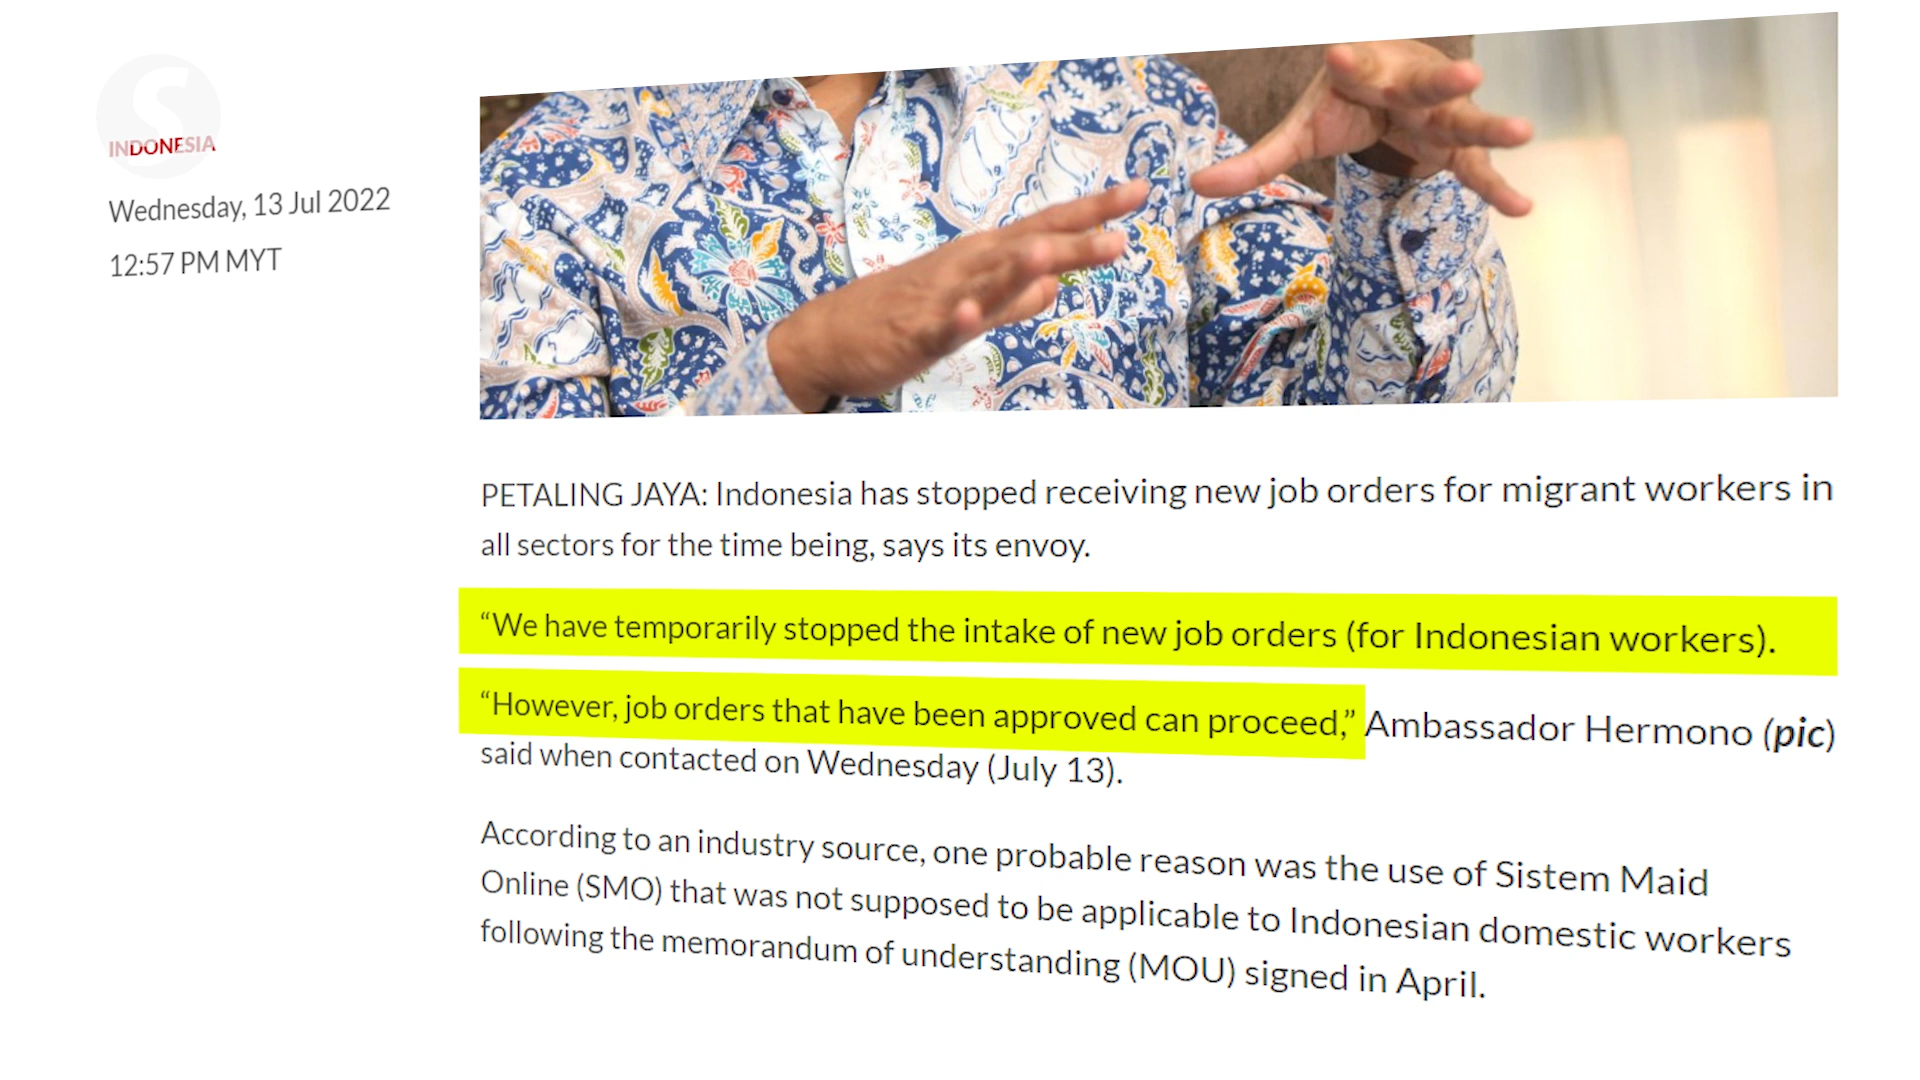 INDONESIA
Wednesday, 13 Jul 2022
12:57 PM MYT
PETALING JAYA: Indonesia has stopped receiving new job orders for migrant workers in
all sectors for the time being, says its envoy.
“We have temporarily stopped the intake of new job orders (for Indonesian workers).
“However, job orders that have been approved can proceed,” Ambassador Hermono (pic)
said when contacted on Wednesday (July 13).
According to an industry source, one probable reason was the use of Sistem Maid
Online (SMO) that was not supposed to be applicable to Indonesian domestic workers
following the memorandum of understanding (MOU) signed in April.